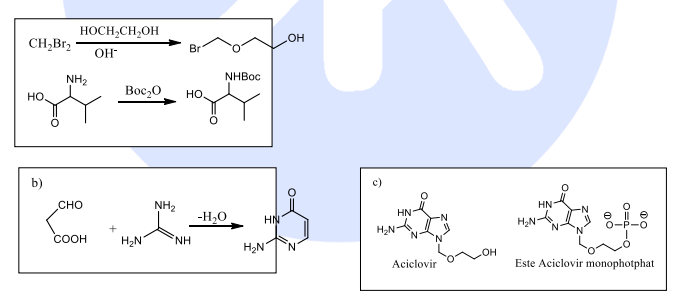 CH2Br2
HOCH2CH2OH
OH-
Br
O
OH
NH2
HO
O
Boc2O
NHBoc
HO
O
b)
CHO
COOH
+
NH2
H2N
NH
-H2O
O
HN
H2N
N
c)
O
HN
N
H2N
N
N
O
OH
Aciclovir
O
HN
N
H2N
N
N
O
O
O
P
O
O
Este Aciclovir monophotphat